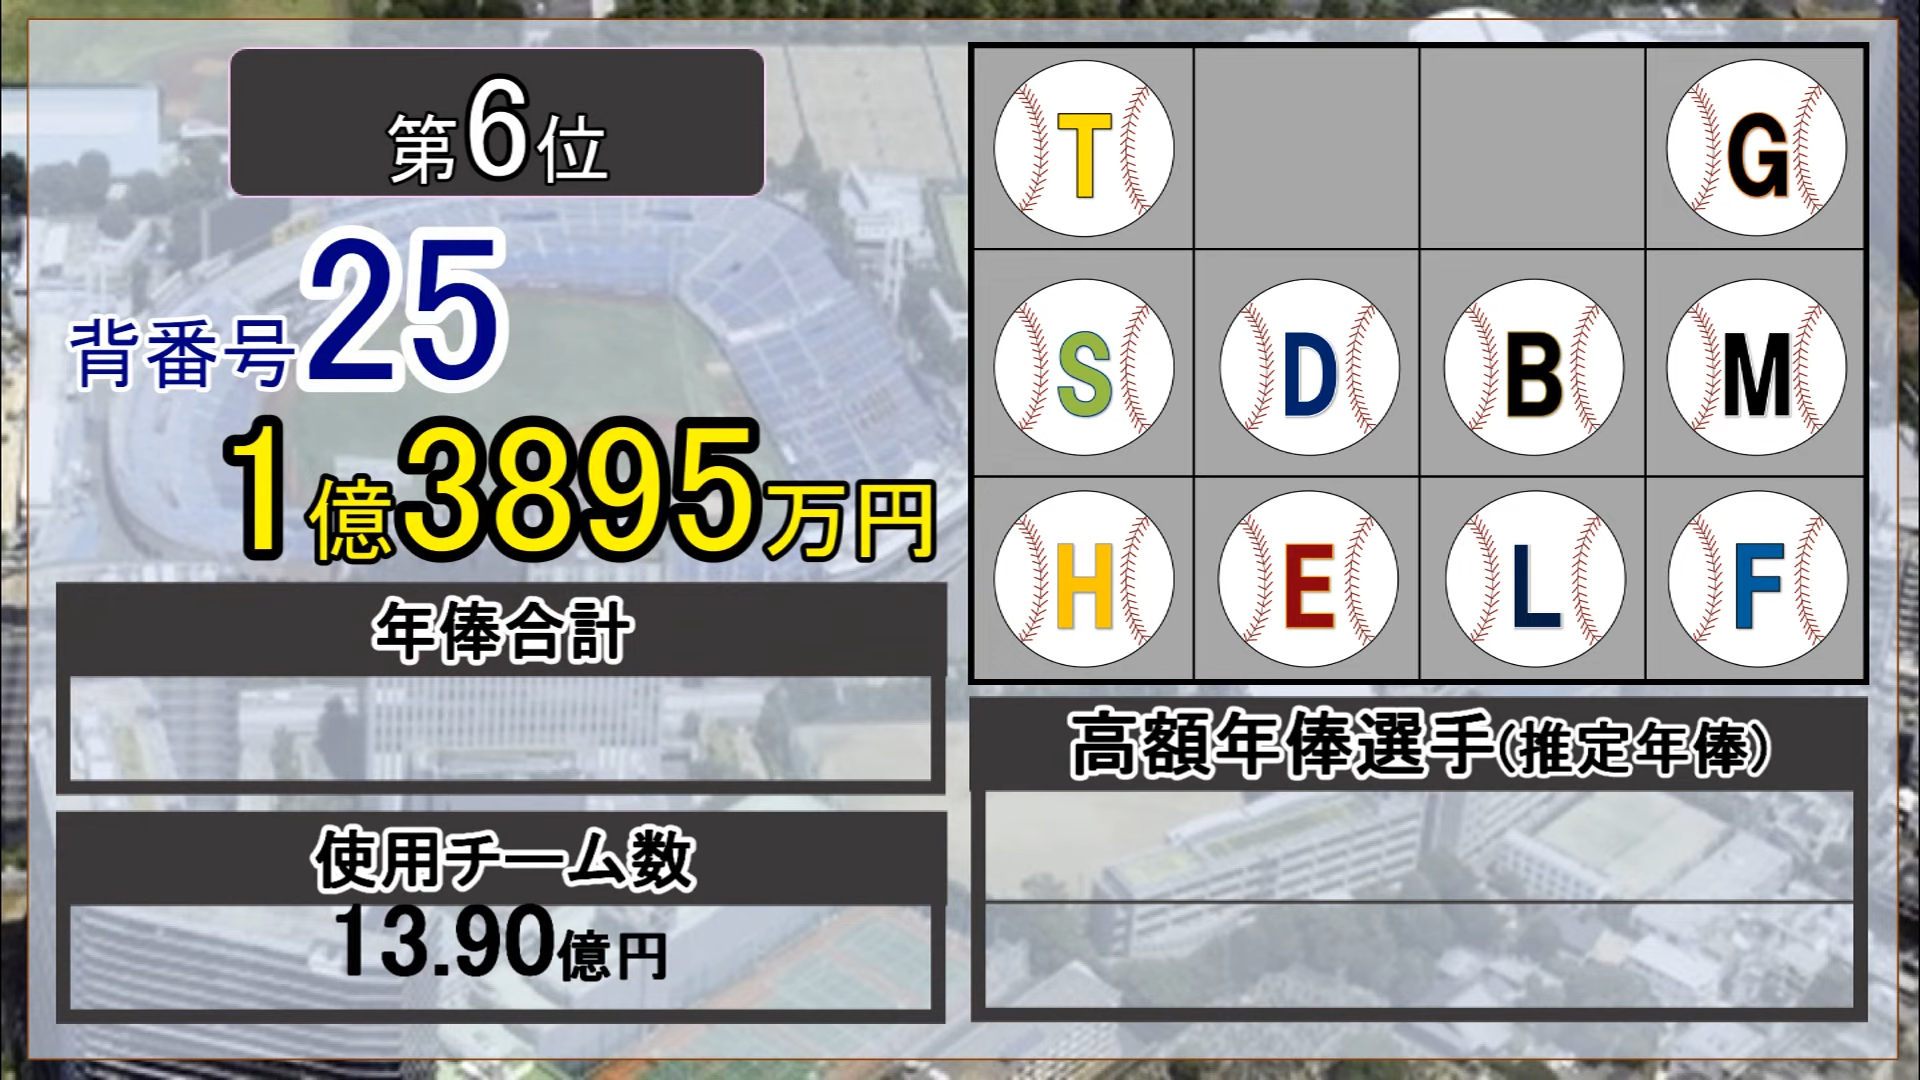 第6位
背番号25
1億3895万円
年俸合計
使用チーム数
13.90億円
T G
S D B M
H E L F
高額年俸選手(推定年俸)